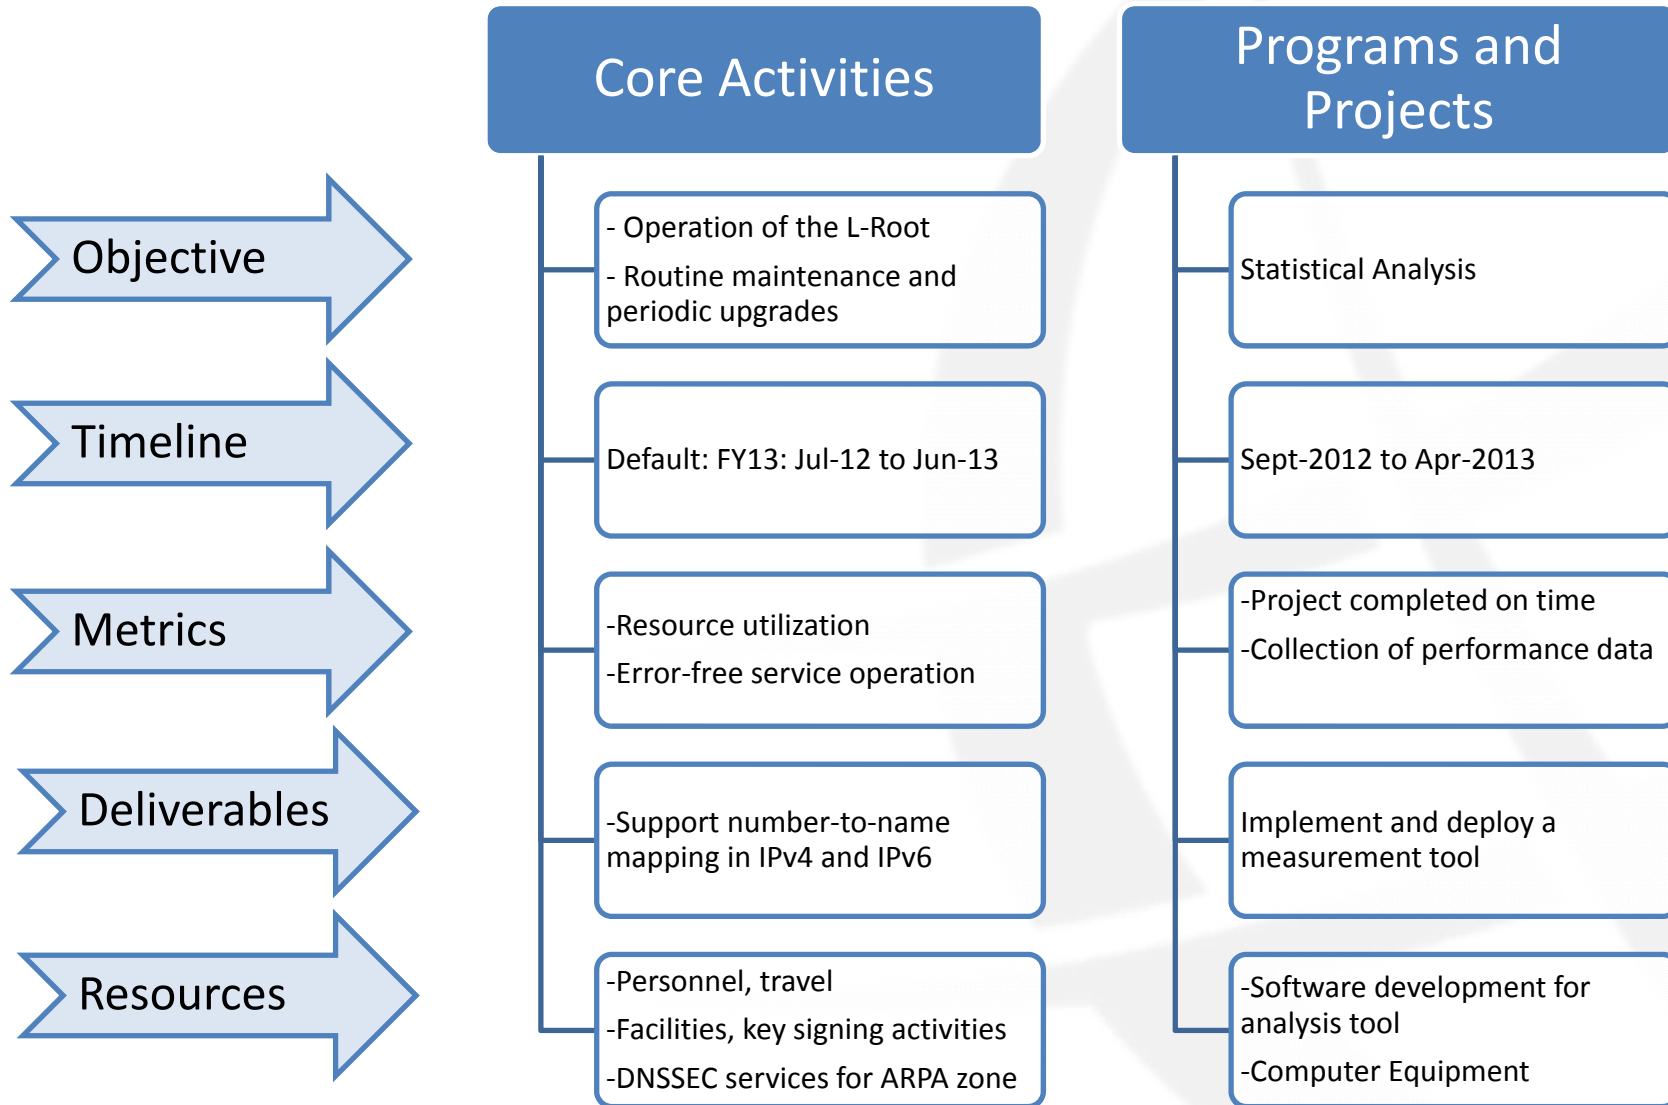 Core Activities
Programs and
Projects
Objective
- Operation of the L-Root
- Routine maintenance and
periodic upgrades
Statistical Analysis
Timeline
Default: FY13: Jul-12 to Jun-13
Sept-2012 to Apr-2013
Metrics
-Resource utilization
-Error-free service operation
-Project completed on time
-Collection of performance data
Deliverables
-Support number-to-name
mapping in IPv4 and IPv6
Implement and deploy a
measurement tool
Resources
-Personnel, travel
-Facilities, key signing activities
-DNSSEC services for ARPA zone
-Software development for
analysis tool
-Computer Equipment